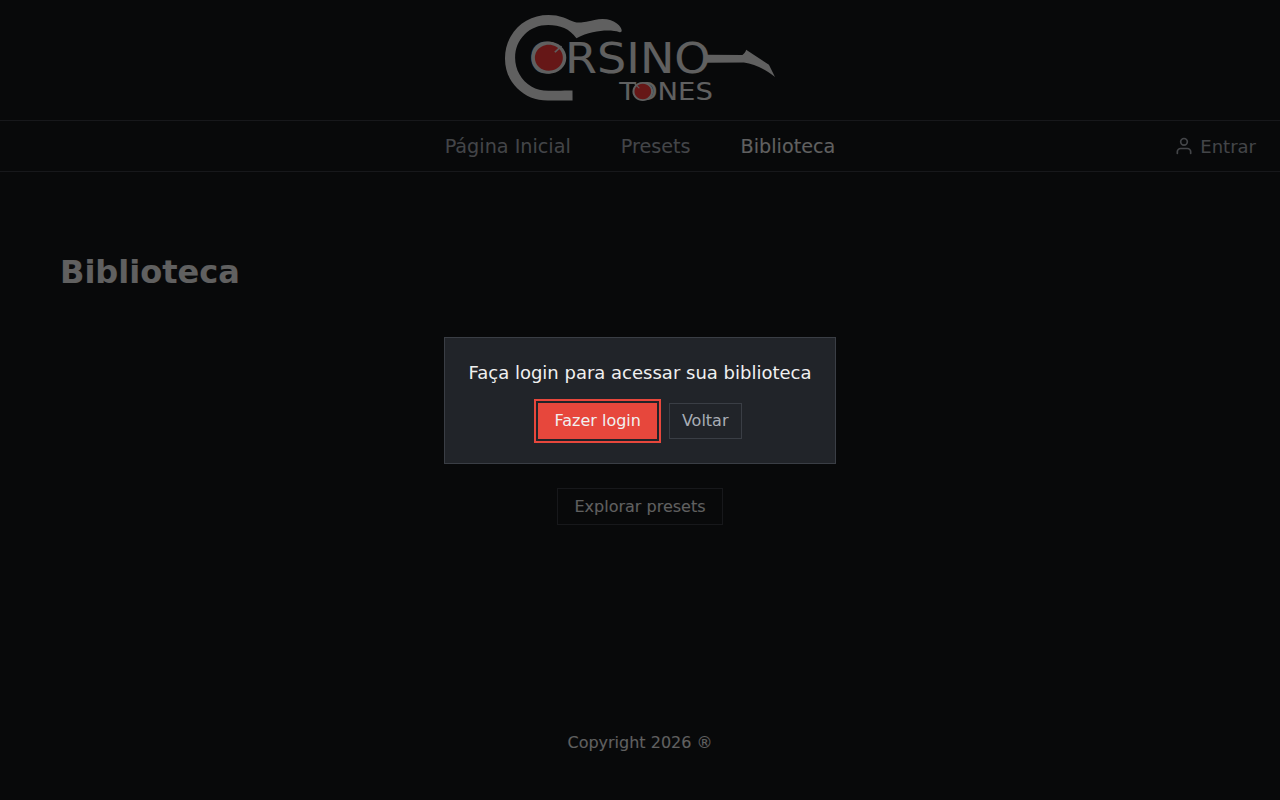 CORSINO
TONES
Página Inicial
Presets
Biblioteca
Entrar
Biblioteca
Faça login para acessar sua biblioteca
Fazer login
Voltar
Explorar presets
Copyright 2026 ®